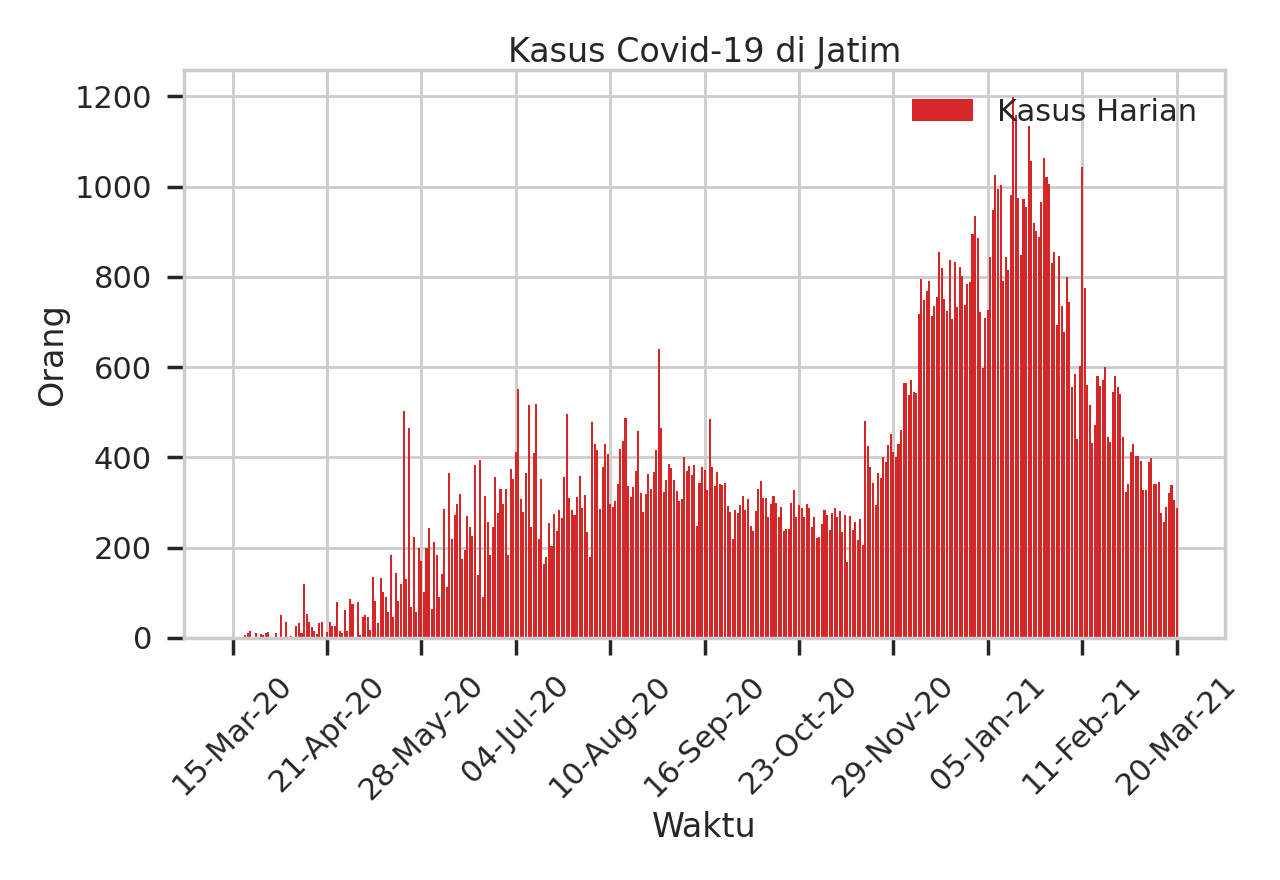 Kasus Covid-19 di Jatim
Kasus Harian
1200
1000
800
600
400
200
0
Orang
15-Mar-20
21-Apr-20
28-May-20
04-Jul-20
10-Aug-20
16-Sep-20
23-Oct-20
29-Nov-20
05-Jan-21
11-Feb-21
20-Mar-21
Waktu